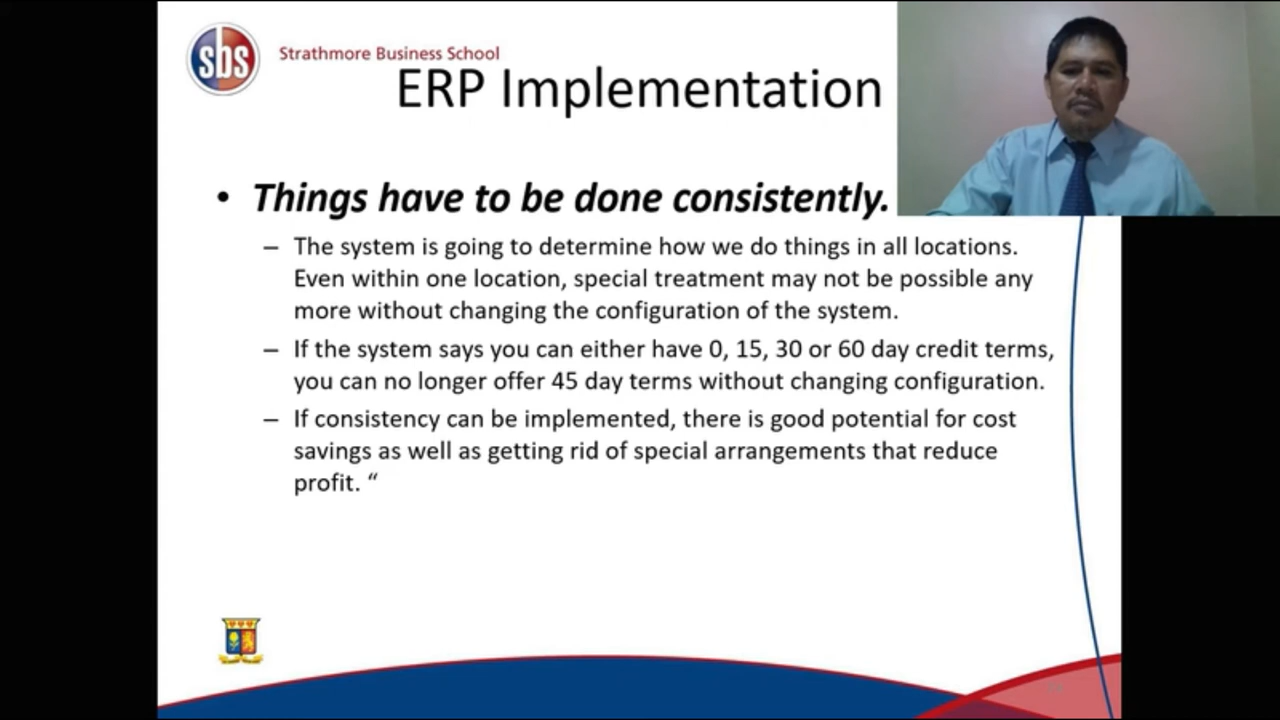 sbs
Strathmore Business School
ERP Implementation
• Things have to be done consistently.
– The system is going to determine how we do things in all locations.
Even within one location, special treatment may not be possible any
more without changing the configuration of the system.
– If the system says you can either have 0, 15, 30 or 60 day credit terms,
you can no longer offer 45 day terms without changing configuration.
– If consistency can be implemented, there is good potential for cost
savings as well as getting rid of special arrangements that reduce
profit. “